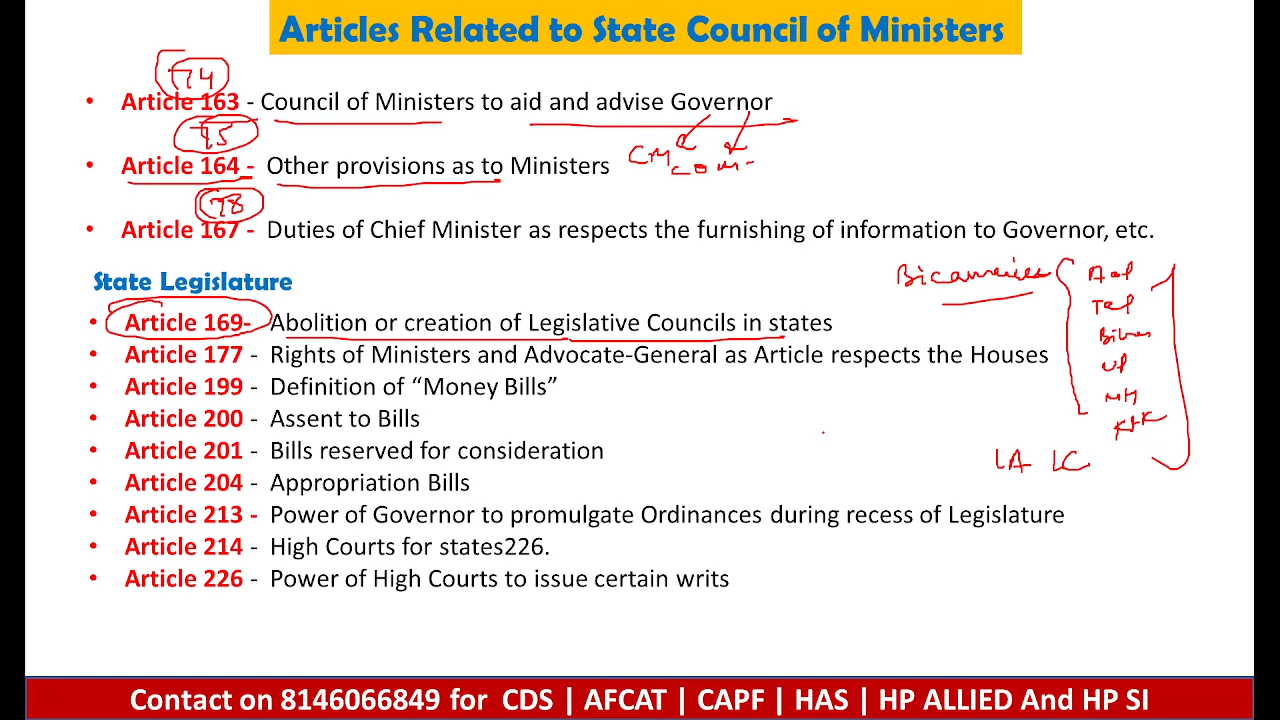 Articles Related to State Council of Ministers
74
• Article 163 - Council of Ministers to aid and advise Governor
75
• Article 164 - Other provisions as to Ministers
CM COM-
78
• Article 167 - Duties of Chief Minister as respects the furnishing of information to Governor, etc.
State Legislature
• Article 169- Abolition or creation of Legislative Councils in states
• Article 177 - Rights of Ministers and Advocate-General as Article respects the Houses
• Article 199 - Definition of “Money Bills”
• Article 200 - Assent to Bills
• Article 201 - Bills reserved for consideration
• Article 204 - Appropriation Bills
• Article 213 - Power of Governor to promulgate Ordinances during recess of Legislature
• Article 214 - High Courts for states226.
• Article 226 - Power of High Courts to issue certain writs
UP
MH
LA LC
Contact on 8146066849 for CDS | AFCAT | CAPF | HAS | HP ALLIED And HP SI